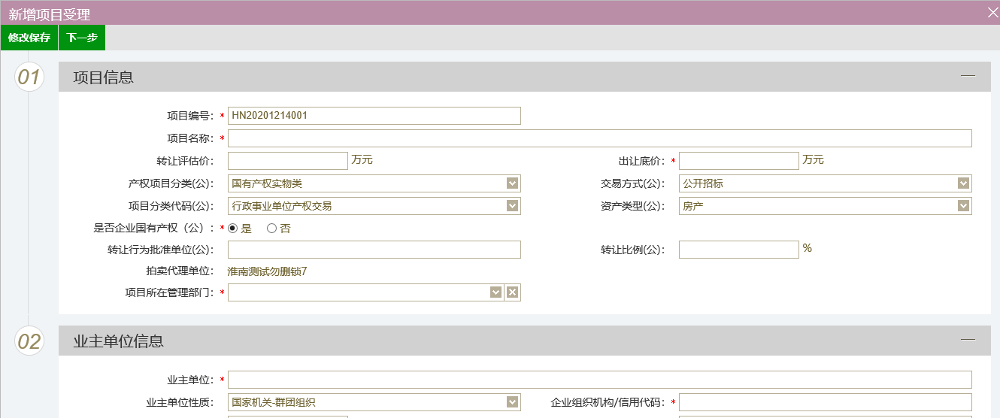 新增项目受理
修改保存 下一步
01 项目信息
项目编号： * HN20201214001
项目名称： *
转让评估价： 万元 出让底价： * 万元
产权项目分类(公)： 国有产权实物类 交易方式(公)： 公开招标
项目分类代码(公)： 行政事业单位产权交易 资产类型(公)： 房产
是否企业国有产权（公）： * 是 否
转让行为批准单位(公)： 转让比例(公)： %
拍卖代理单位： 淮南测试勿删锁7
项目所在管理部门： *
02 业主单位信息
业主单位： *
业主单位性质： 国家机关-群团组织 企业组织机构/信用代码： *